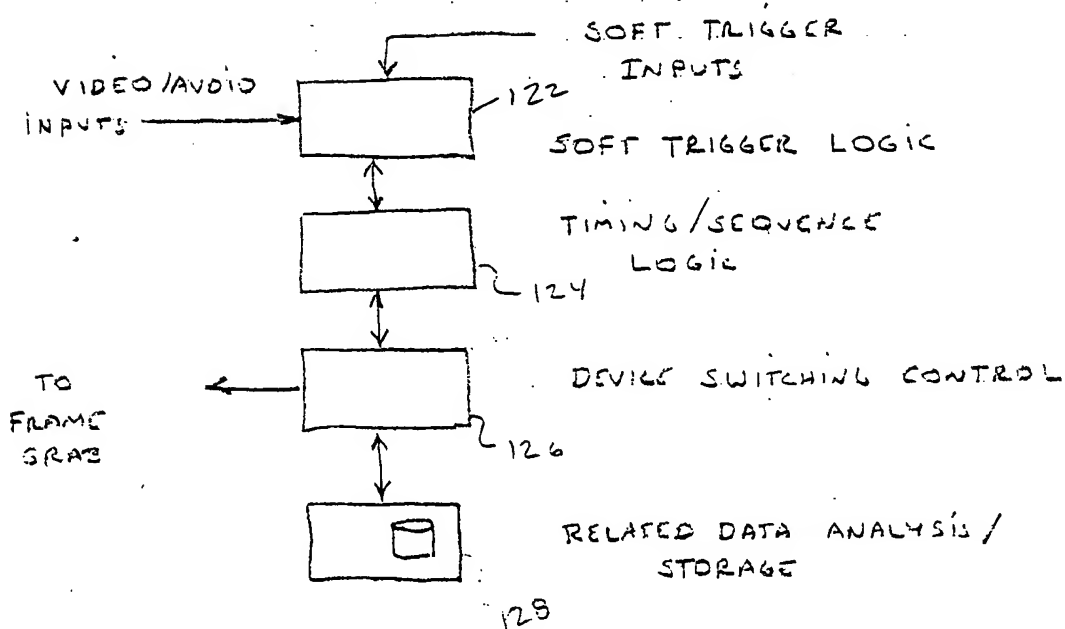 SOFT TRIGGER
INPUTS
VIDEO/AUDIO
INPUTS
122
SOFT TRIGGER LOGIC
TIMING/SEQUENCE
LOGIC
124
TO
FRAME
GRAB
DEVICE SWITCHING CONTROL
126
RELATED DATA ANALYSIS/
STORAGE
128